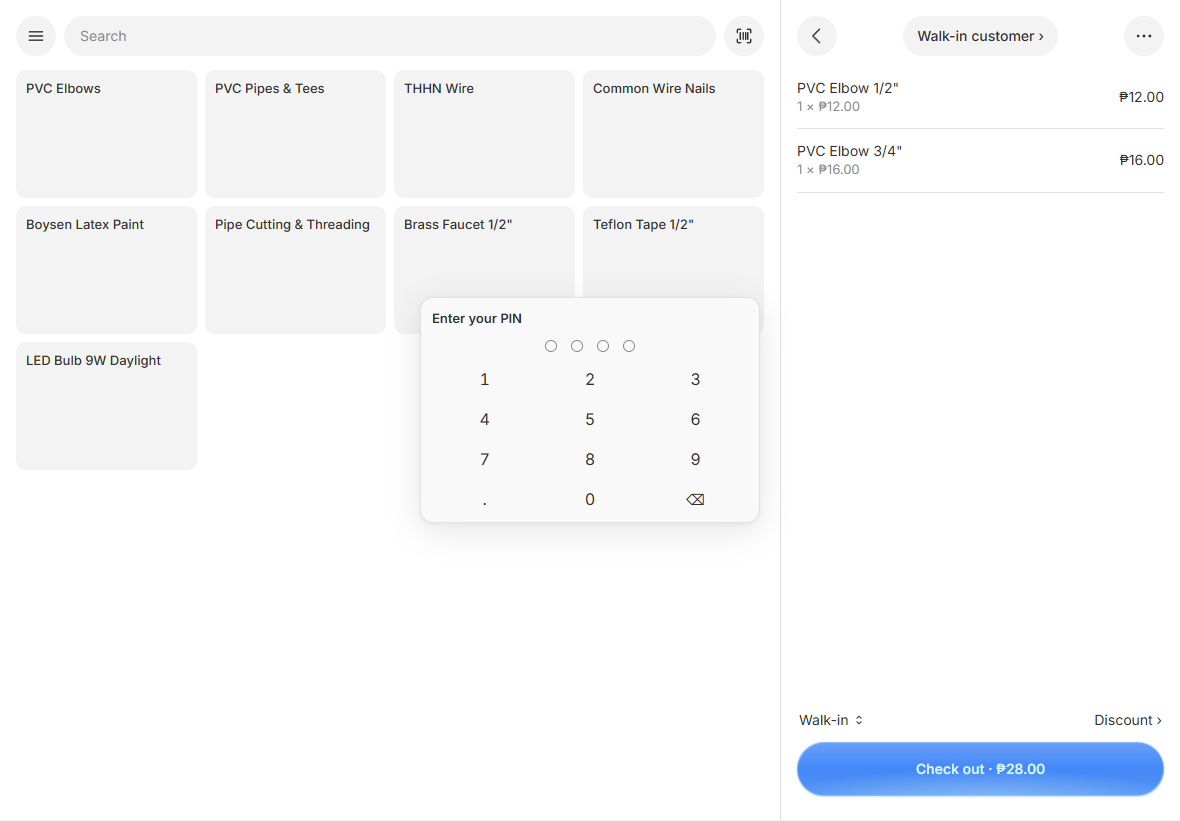 Search
PVC Elbows
PVC Pipes & Tees
THHN Wire
Common Wire Nails
Boysen Latex Paint
Pipe Cutting & Threading
Brass Faucet 1/2"
Teflon Tape 1/2"
LED Bulb 9W Daylight
Enter your PIN
1 2 3
4 5 6
7 8 9
. 0 ⌫
Walk-in customer ›
PVC Elbow 1/2"
1 × ₱12.00
₱12.00
PVC Elbow 3/4"
1 × ₱16.00
₱16.00
Walk-in
Discount ›
Check out · ₱28.00